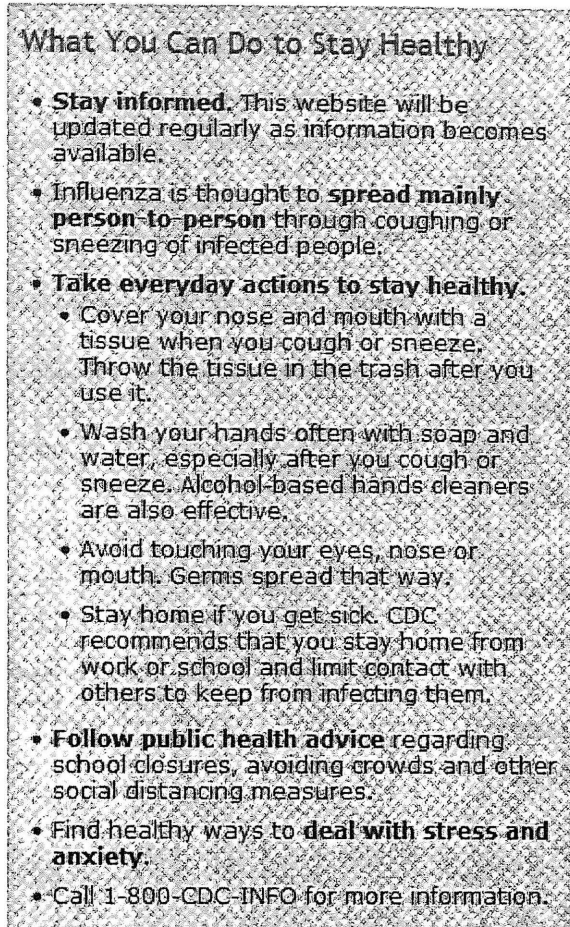 What You Can Do to Stay Healthy
• Stay informed. This website will be
updated regularly as information becomes
available.
• Influenza is thought to spread mainly
person-to-person through coughing or
sneezing of infected people.
• Take everyday actions to stay healthy.
• Cover your nose and mouth with a
tissue when you cough or sneeze.
Throw the tissue in the trash after you
use it.
• Wash your hands often with soap and
water, especially after you cough or
sneeze. Alcohol-based hands cleaners
are also effective.
• Avoid touching your eyes, nose or
mouth. Germs spread that way.
• Stay home if you get sick. CDC
recommends that you stay home from
work or school and limit contact with
others to keep from infecting them.
• Follow public health advice regarding
school closures, avoiding crowds and other
social distancing measures.
• Find healthy ways to deal with stress and
anxiety.
• Call 1-800-CDC-INFO for more information.